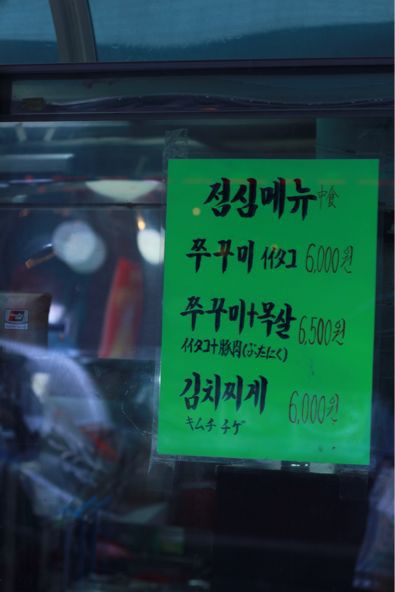 점심메뉴 中食
쭈꾸미 イイタコ 6,000원
쭈꾸미+목살 6,500원
イイタコ+豚肉(ぶたにく)
김치찌게 6,000원
キムチ チゲ